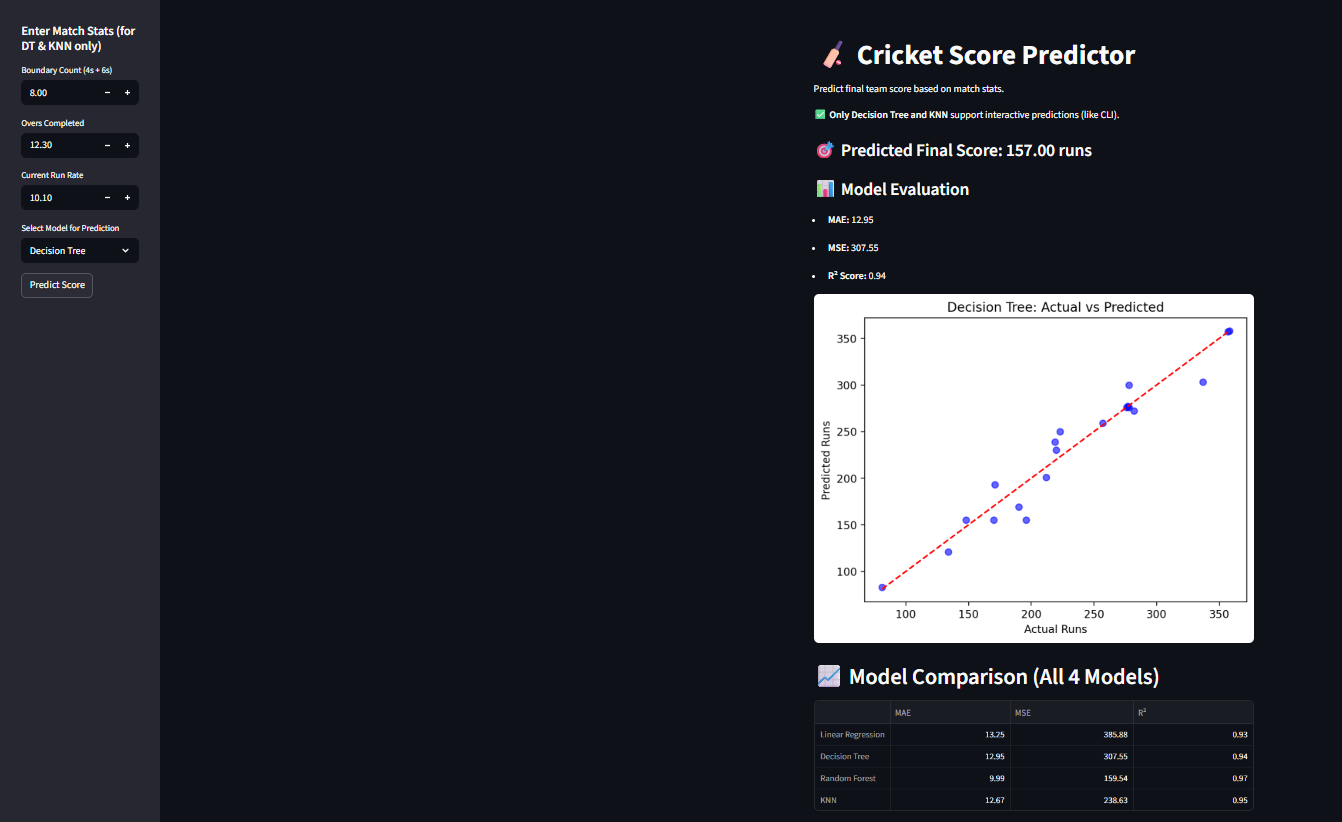 Enter Match Stats (for
DT & KNN only)
Boundary Count (4s + 6s)
8.00
Overs Completed
12.30
Current Run Rate
10.10
Select Model for Prediction
Decision Tree
Predict Score
Cricket Score Predictor
Predict final team score based on match stats.
Only Decision Tree and KNN support interactive predictions (like CLI).
Predicted Final Score: 157.00 runs
Model Evaluation
MAE: 12.95
MSE: 307.55
R² Score: 0.94
Decision Tree: Actual vs Predicted
Predicted Runs
350
300
250
200
150
100
100 150 200 250 300 350
Actual Runs
Model Comparison (All 4 Models)
MAE MSE R²
Linear Regression 13.25 385.88 0.93
Decision Tree 12.95 307.55 0.94
Random Forest 9.99 159.54 0.97
KNN 12.67 238.63 0.95